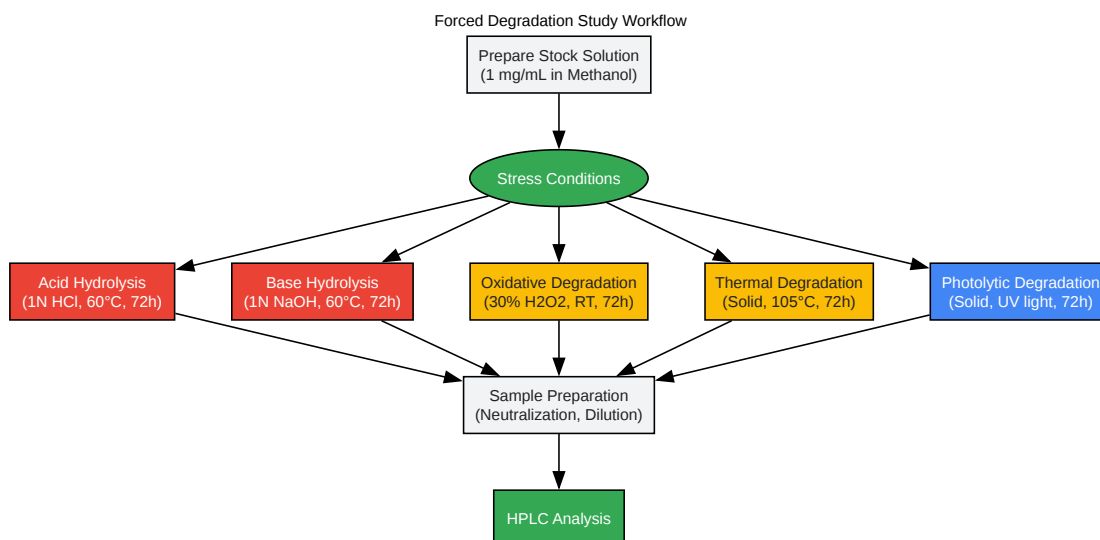 Forced Degradation Study Workflow
Prepare Stock Solution
(1 mg/mL in Methanol)
Stress Conditions
Acid Hydrolysis
(1N HCl, 60°C, 72h)
Base Hydrolysis
(1N NaOH, 60°C, 72h)
Oxidative Degradation
(30% H2O2, RT, 72h)
Thermal Degradation
(Solid, 105°C, 72h)
Photolytic Degradation
(Solid, UV light, 72h)
Sample Preparation
(Neutralization, Dilution)
HPLC Analysis